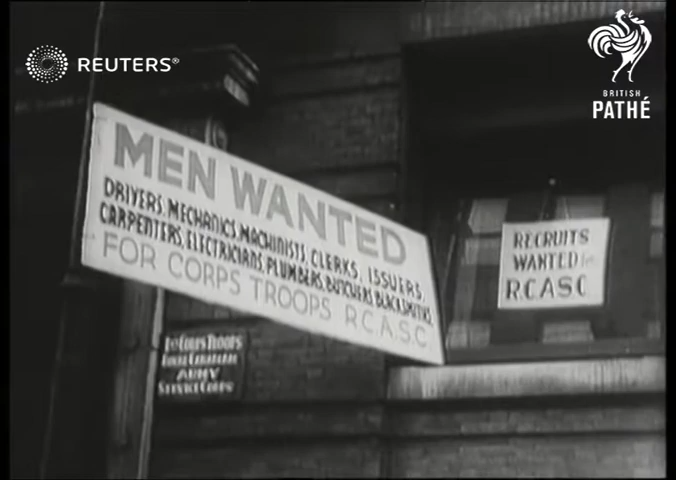 REUTERS®
BRITISH
PATHÉ
MEN WANTED
DRIVERS, MECHANICS, MACHINISTS, CLERKS, ISSUERS,
CARPENTERS, ELECTRICIANS, PLUMBERS, BUTCHERS, BLACKSMITHS,
FOR CORPS TROOPS R.C.A.S.C.
RECRUITS
WANTED for
R.C.A.S.C
CORPS TROOPS
ARMY
SERVICE CORPS